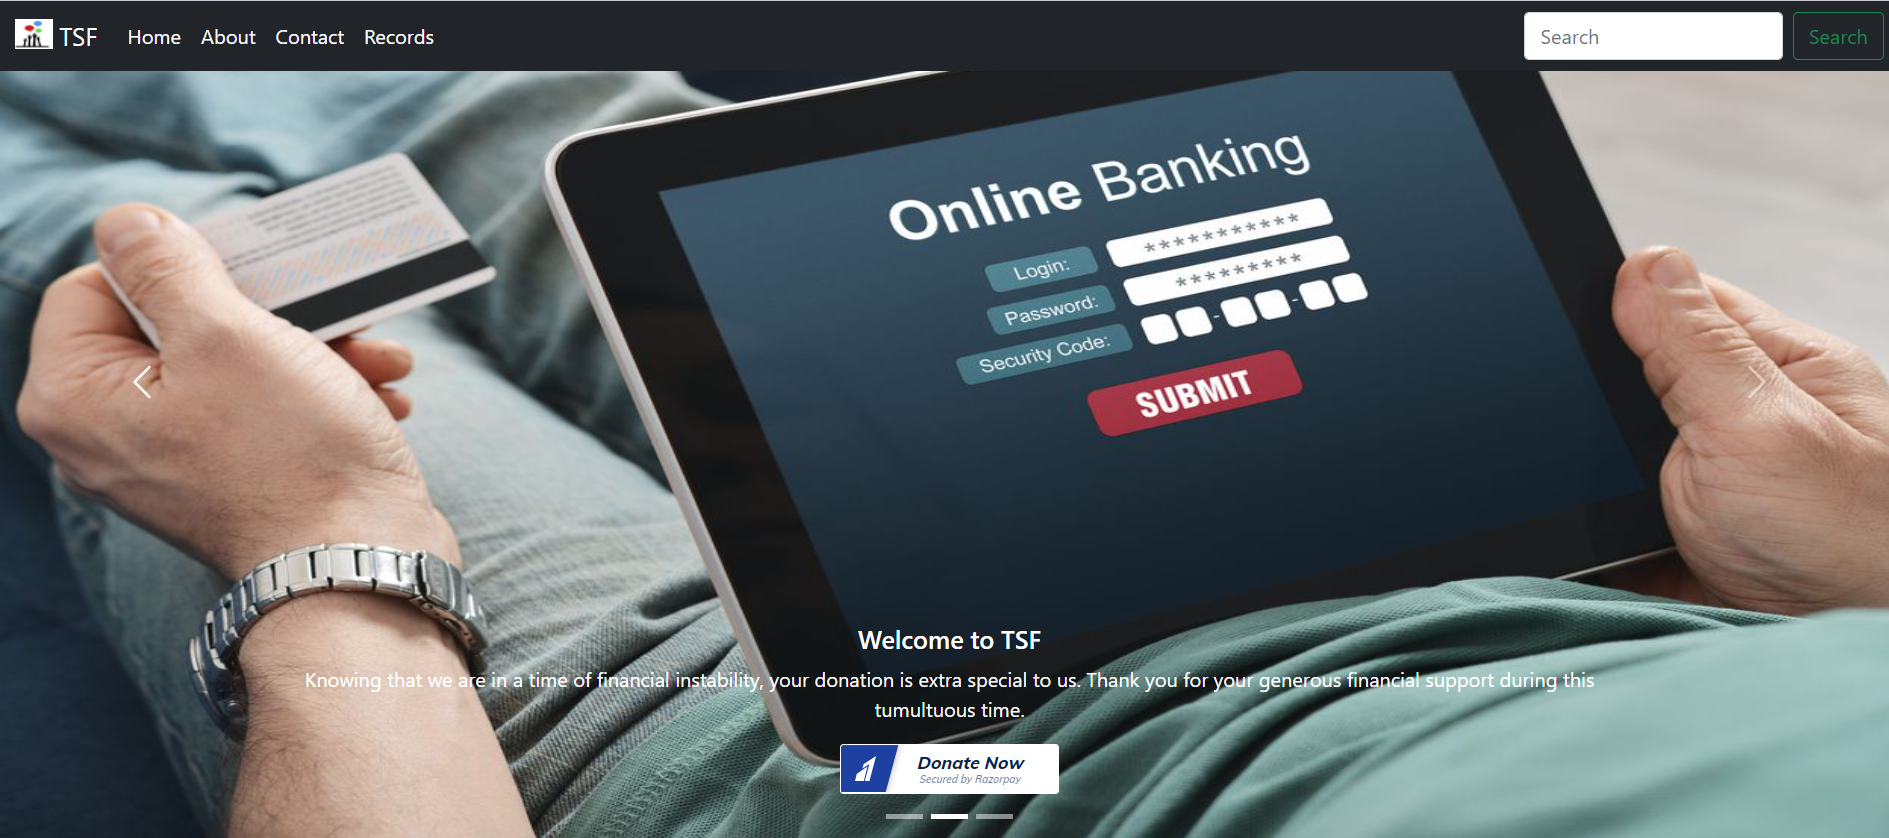 TSF Home About Contact Records Search Search
Online Banking
Login: ***********
Password: *********
Security Code: - -
SUBMIT
Welcome to TSF
Knowing that we are in a time of financial instability, your donation is extra special to us. Thank you for your generous financial support during this
tumultuous time.
Donate Now
Secured by Razorpay